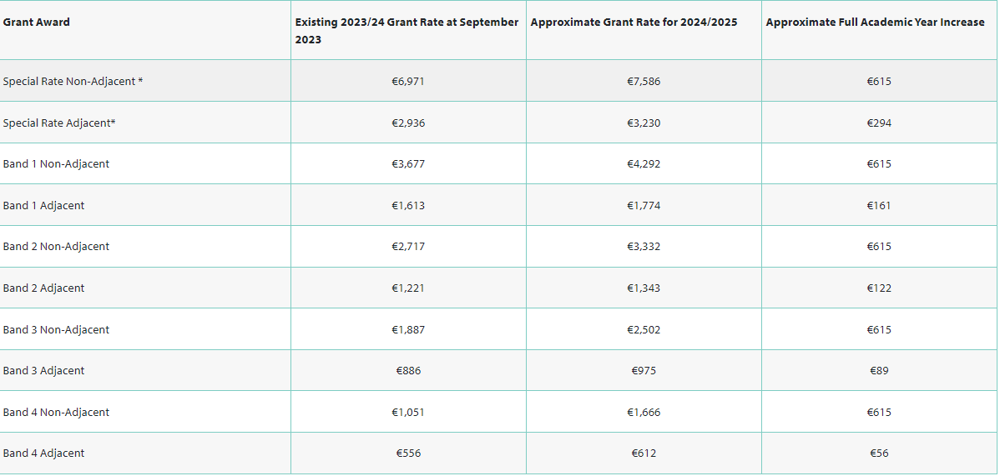 Grant Award Existing 2023/24 Grant Rate at September 2023 Approximate Grant Rate for 2024/2025 Approximate Full Academic Year Increase
Special Rate Non-Adjacent * €6,971 €7,586 €615
Special Rate Adjacent* €2,936 €3,230 €294
Band 1 Non-Adjacent €3,677 €4,292 €615
Band 1 Adjacent €1,613 €1,774 €161
Band 2 Non-Adjacent €2,717 €3,332 €615
Band 2 Adjacent €1,221 €1,343 €122
Band 3 Non-Adjacent €1,887 €2,502 €615
Band 3 Adjacent €886 €975 €89
Band 4 Non-Adjacent €1,051 €1,666 €615
Band 4 Adjacent €556 €612 €56